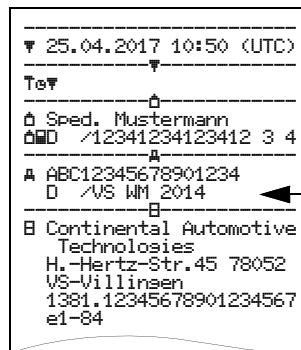 ▼ 25.04.2017 10:50 (UTC)
T⊙▼
Sped. Mustermann
D /12341234123412 3 4
A ABC12345678901234
D /VS WM 2014
B Continental Automotive
Technologies
H.-Hertz-Str.45 78052
VS-Villingen
1381.12345678901234567
e1-84